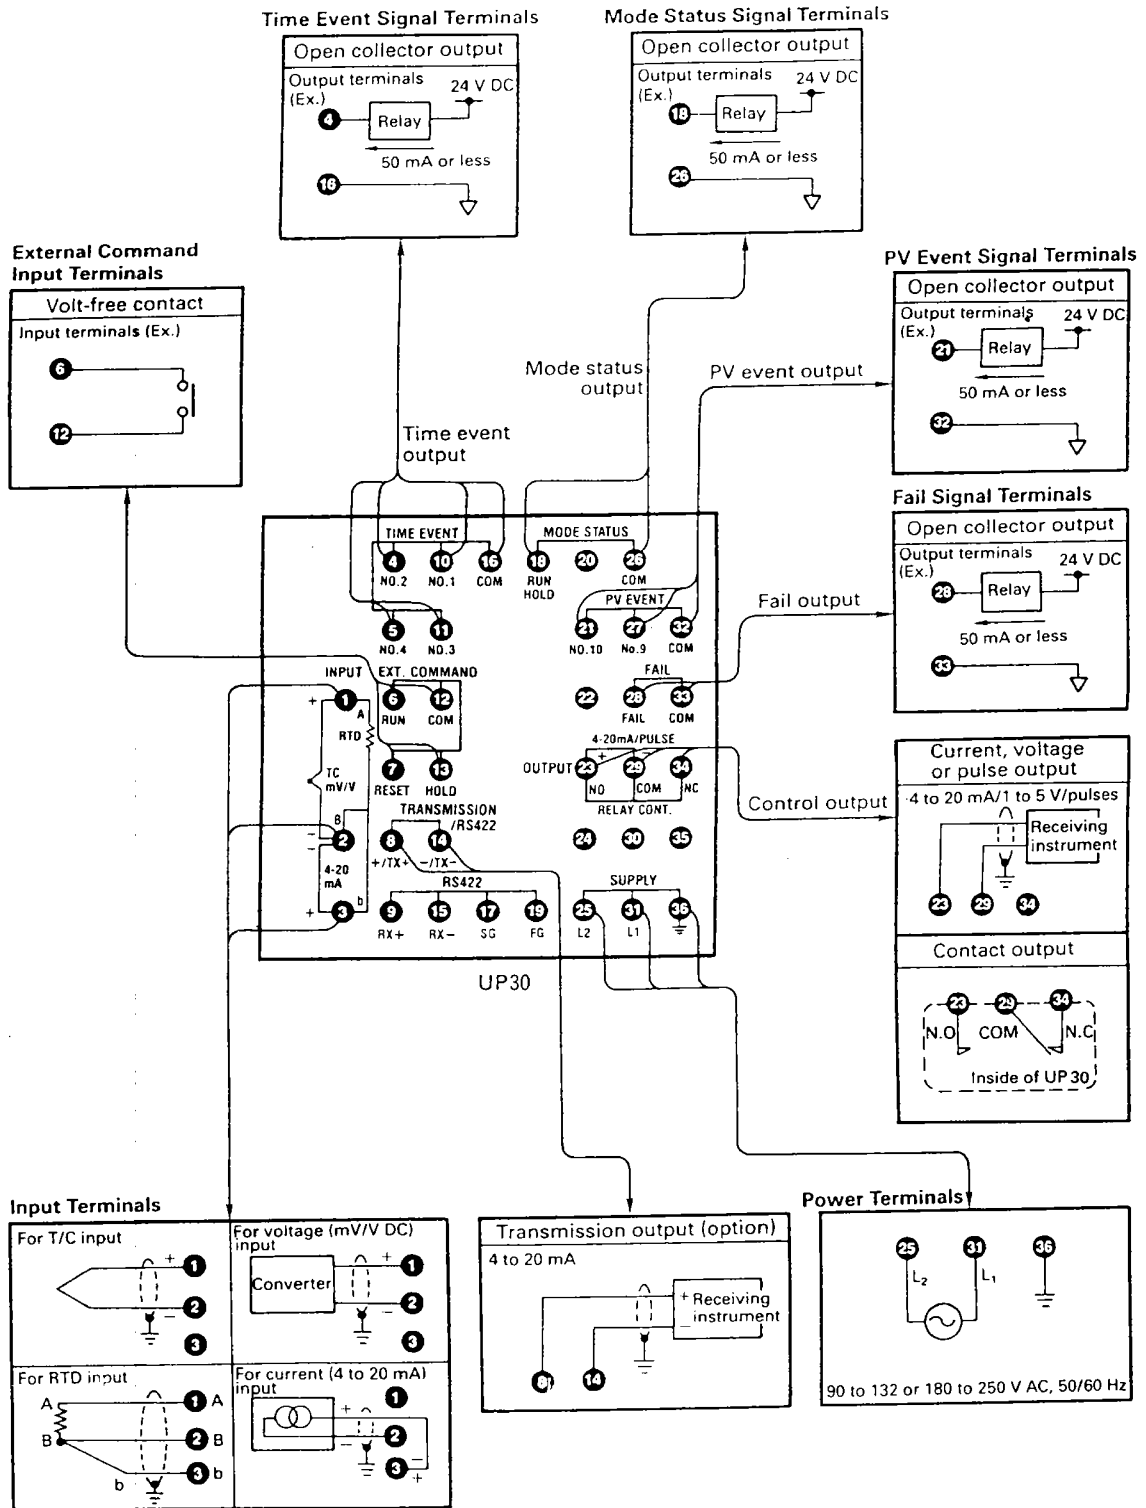 Time Event Signal Terminals
Open collector output
Output terminals
(Ex.)
24 V DC
4
Relay
50 mA or less
16
Mode Status Signal Terminals
Open collector output
Output terminals
(Ex.)
24 V DC
18
Relay
50 mA or less
26
External Command
Input Terminals
Volt-free contact
Input terminals (Ex.)
6
12
PV Event Signal Terminals
Open collector output
Output terminals
(Ex.)
24 V DC
21
Relay
50 mA or less
32
Mode status
output
PV event output
Time event
output
Fail Signal Terminals
Open collector output
Output terminals
(Ex.)
24 V DC
28
Relay
50 mA or less
33
Fail output
TIME EVENT
MODE STATUS
4 10 16 18 20 26
NO.2 NO.1 COM RUN HOLD COM
PV EVENT
5 11 21 27 32
NO.4 NO.3 NO.10 No.9 COM
INPUT EXT. COMMAND FAIL
1 6 12 22 28 33
+ A RUN COM FAIL COM
RTD
4-20mA/PULSE
+ −
7 13 OUTPUT 23 29 34
TC
mV/V
RESET HOLD NO COM NC
RELAY CONT.
TRANSMISSION
/RS422
B
− 2 8 14 24 30 35
− +/TX+ −/TX−
4-20
mA
RS422 SUPPLY
b
+ 3 9 15 17 19 25 31 36
RX+ RX− SG FG L2 L1
UP30
Control output
Current, voltage
or pulse output
4 to 20 mA/1 to 5 V/pulses
Receiving
instrument
23 29 34
Contact output
23 29 34
N.O COM N.C
Inside of UP30
Input Terminals
For T/C input
+ 1
− 2
3
For voltage (mV/V DC)
input
Converter
+ 1
− 2
3
For RTD input
A 1 A
B 2 B
b 3 b
For current (4 to 20 mA)
input
1
+
− 2
3 −
+
Transmission output (option)
4 to 20 mA
+ Receiving
− instrument
14
Power Terminals
25 31 36
L2 L1
90 to 132 or 180 to 250 V AC, 50/60 Hz